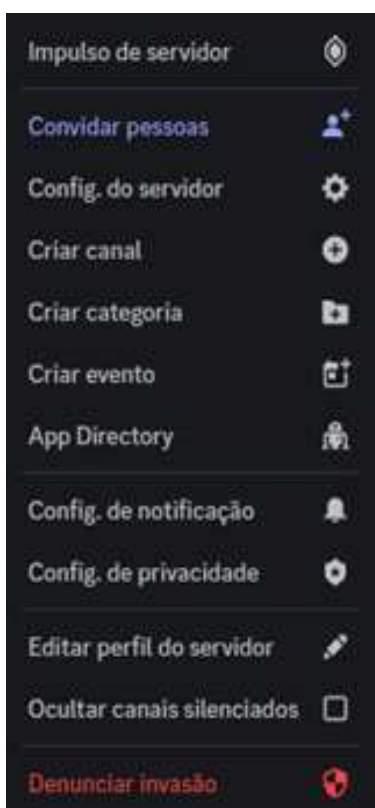 Impulso de servidor
Convidar pessoas
Config. do servidor
Criar canal
Criar categoria
Criar evento
App Directory
Config. de notificação
Config. de privacidade
Editar perfil do servidor
Ocultar canais silenciados
Denunciar invasão